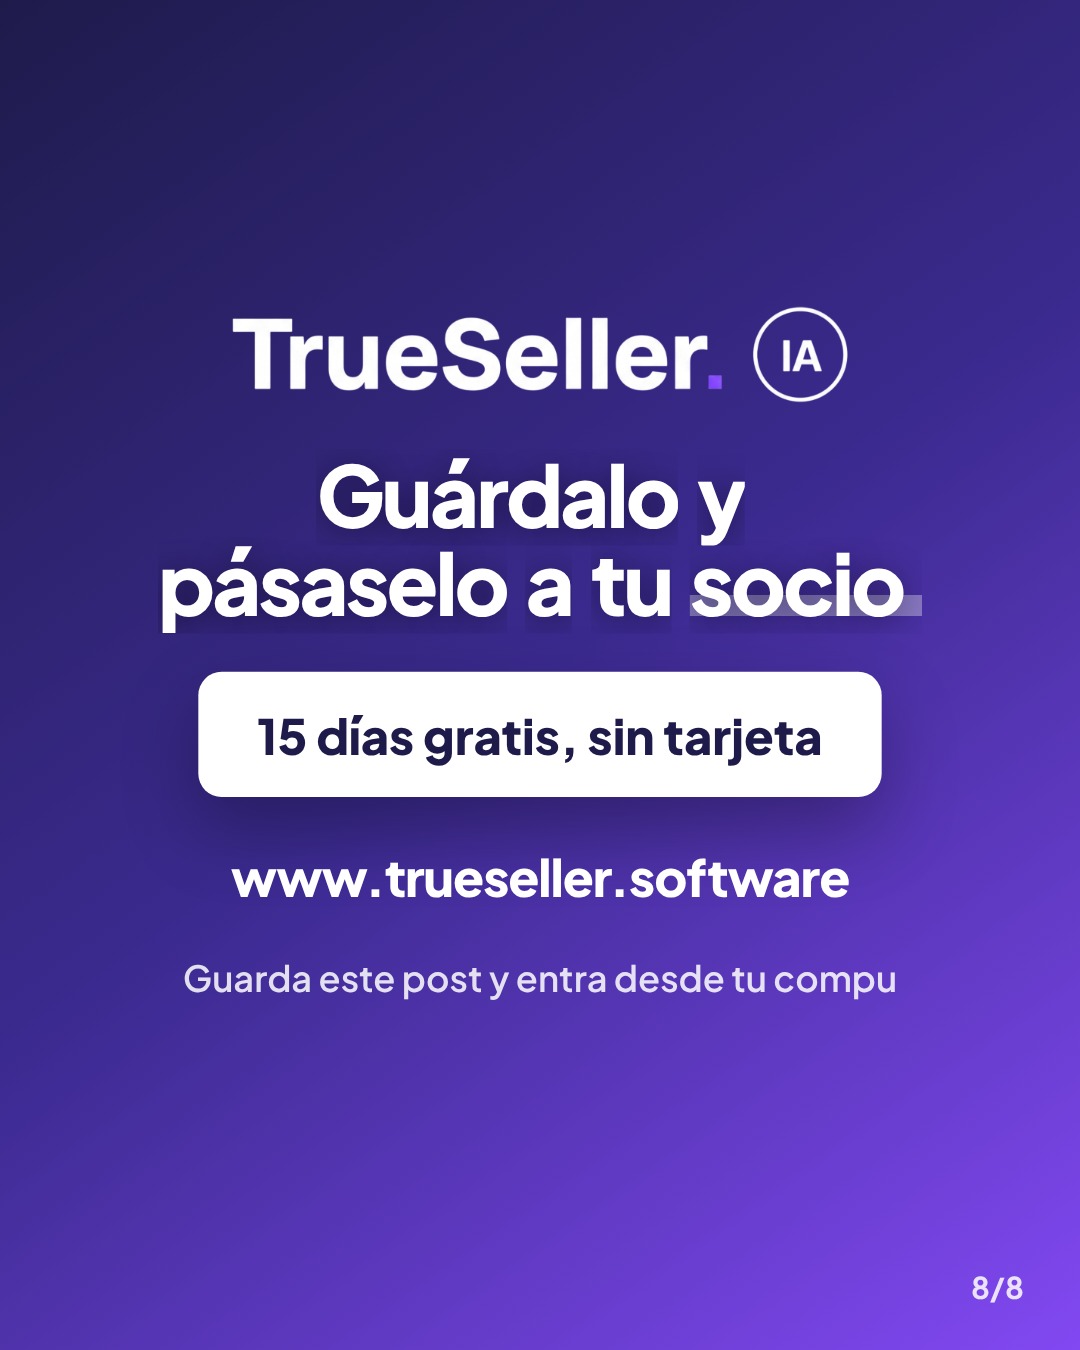 TrueSeller. IA
Guárdalo y
pásaselo a tu socio
15 días gratis, sin tarjeta
www.trueseller.software
Guarda este post y entra desde tu compu
8/8